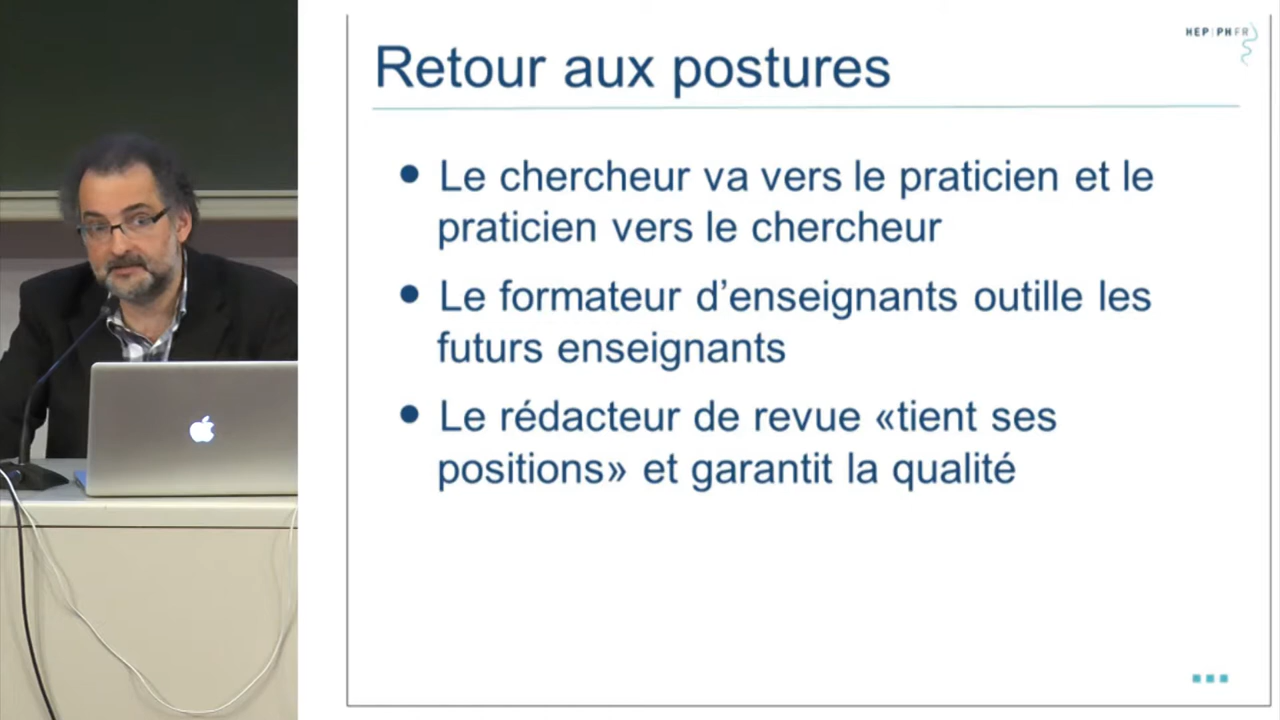 HEP|PH FR
Retour aux postures
• Le chercheur va vers le praticien et le
praticien vers le chercheur
• Le formateur d’enseignants outille les
futurs enseignants
• Le rédacteur de revue «tient ses
positions» et garantit la qualité